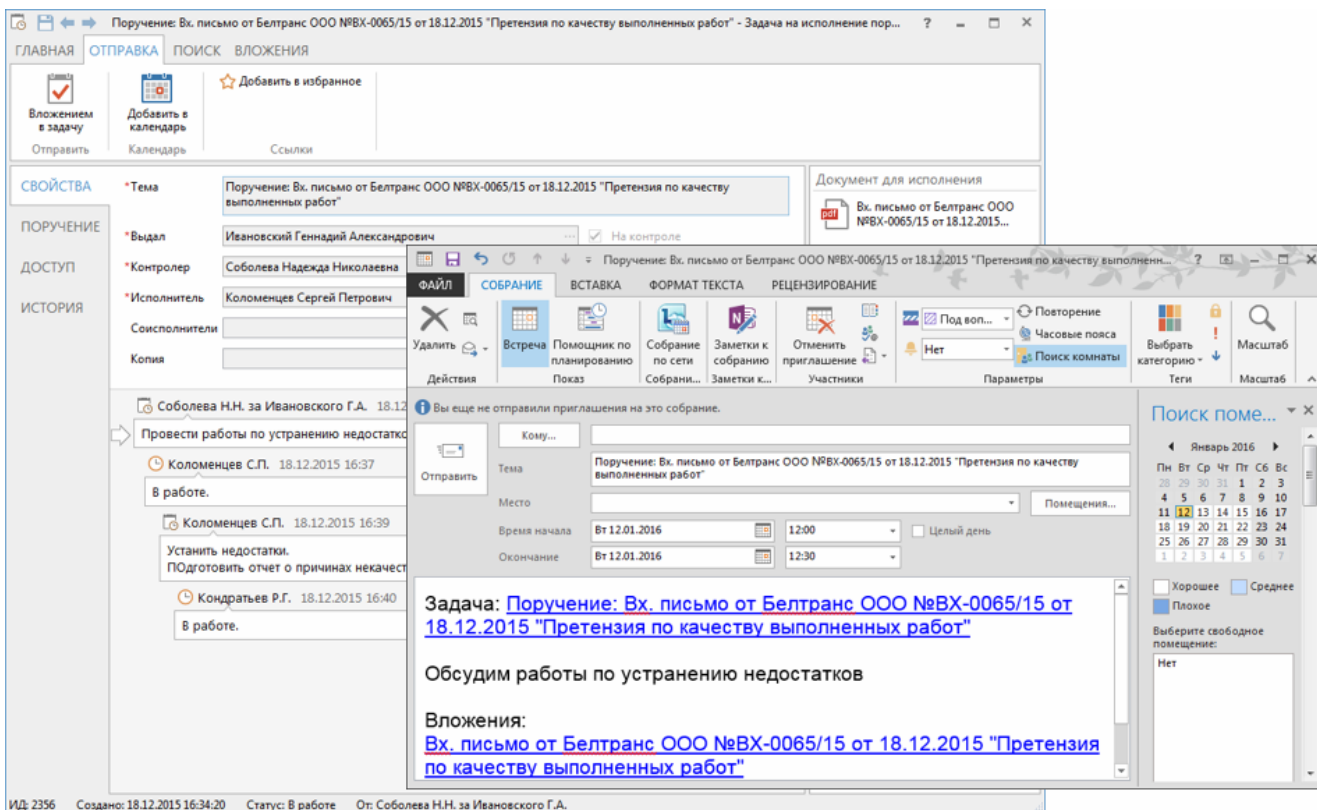 Поручение: Вх. письмо от Белтранс ООО №ВХ-0065/15 от 18.12.2015 "Претензия по качеству выполненных работ" - Задача на исполнение пор...
ГЛАВНАЯ ОТПРАВКА ПОИСК ВЛОЖЕНИЯ
Добавить в избранное
Вложением Добавить в
в задачу календарь
Отправить Календарь Ссылки
СВОЙСТВА
ПОРУЧЕНИЕ
ДОСТУП
ИСТОРИЯ
*Тема Поручение: Вх. письмо от Белтранс ООО №ВХ-0065/15 от 18.12.2015 "Претензия по качеству
выполненных работ"
*Выдал Ивановский Геннадий Александрович ... На контроле
*Контролер Соболева Надежда Николаевна
*Исполнитель Коломенцев Сергей Петрович
Соисполнители
Копия
Документ для исполнения
pdf
Вх. письмо от Белтранс ООО
№ВХ-0065/15 от 18.12.2015...
Соболева Н.Н. за Ивановского Г.А. 18.12
Провести работы по устранению недостатко
Коломенцев С.П. 18.12.2015 16:37
В работе.
Коломенцев С.П. 18.12.2015 16:39
Устанить недостатки.
ПОдготовить отчет о причинах некачест
Кондратьев Р.Г. 18.12.2015 16:40
В работе.
ИД: 2356 Создано: 18.12.2015 16:34:20 Статус: В работе От: Соболева Н.Н. за Ивановского Г.А.
Поручение: Вх. письмо от Белтранс ООО №ВХ-0065/15 от 18.12.2015 "Претензия по качеству выполненн...
ФАЙЛ СОБРАНИЕ ВСТАВКА ФОРМАТ ТЕКСТА РЕЦЕНЗИРОВАНИЕ
Удалить
Действия
Встреча Помощник по
планированию
Показ
Собрание
по сети
Собрани...
Заметки к
собранию
Заметки к...
Отменить
приглашение
Участники
Под воп...
Нет
Повторение
Часовые пояса
Поиск комнаты
Параметры
Выбрать
категорию
Теги
Масштаб
Масштаб
Вы еще не отправили приглашения на это собрание.
Отправить
Кому...
Тема Поручение: Вх. письмо от Белтранс ООО №ВХ-0065/15 от 18.12.2015 "Претензия по качеству
выполненных работ"
Место Помещения...
Время начала Вт 12.01.2016 12:00 Целый день
Окончание Вт 12.01.2016 12:30
Задача: Поручение: Вх. письмо от Белтранс ООО №ВХ-0065/15 от
18.12.2015 "Претензия по качеству выполненных работ"
Обсудим работы по устранению недостатков
Вложения:
Вх. письмо от Белтранс ООО №ВХ-0065/15 от 18.12.2015 "Претензия
по качеству выполненных работ"
Поиск поме...
Январь 2016
Пн Вт Ср Чт Пт Сб Вс
28 29 30 31 1 2 3
4 5 6 7 8 9 10
11 12 13 14 15 16 17
18 19 20 21 22 23 24
25 26 27 28 29 30 31
1 2 3 4 5 6 7
Хорошее Среднее
Плохое
Выберите свободное
помещение:
Нет